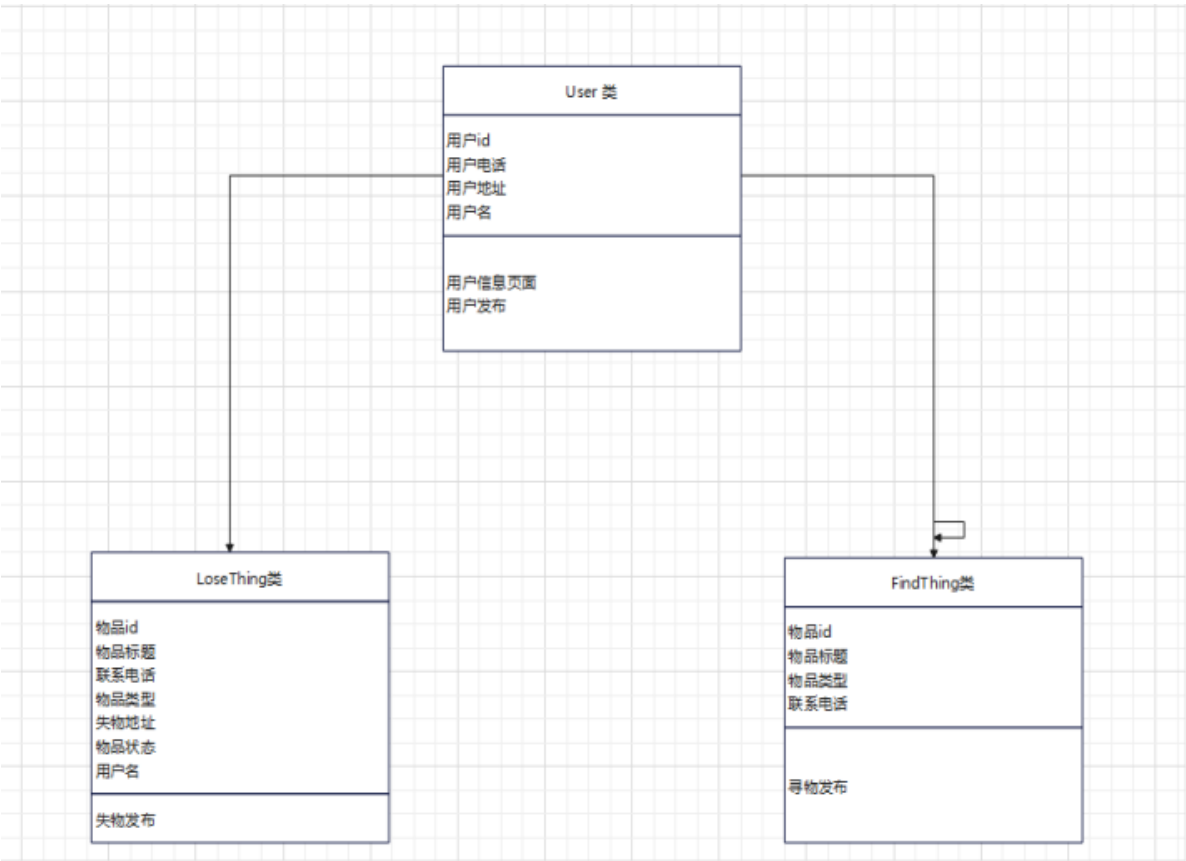 User 类
用户id
用户电话
用户地址
用户名
用户信息页面
用户发布
LoseThing类
物品id
物品标题
联系电话
物品类型
失物地址
物品状态
用户名
失物发布
FindThing类
物品id
物品标题
物品类型
联系电话
寻物发布